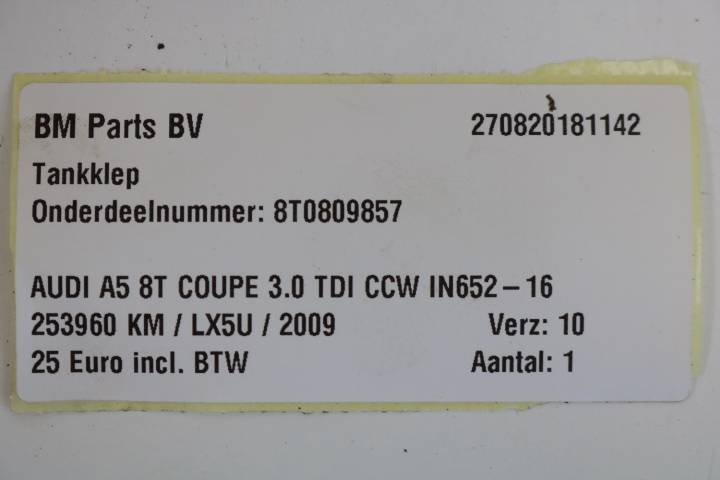 BM Parts BV 270820181142
Tankklep
Onderdeelnummer: 8T0809857
AUDI A5 8T COUPE 3.0 TDI CCW IN652-16
253960 KM / LX5U / 2009 Verz: 10
25 Euro incl. BTW Aantal: 1